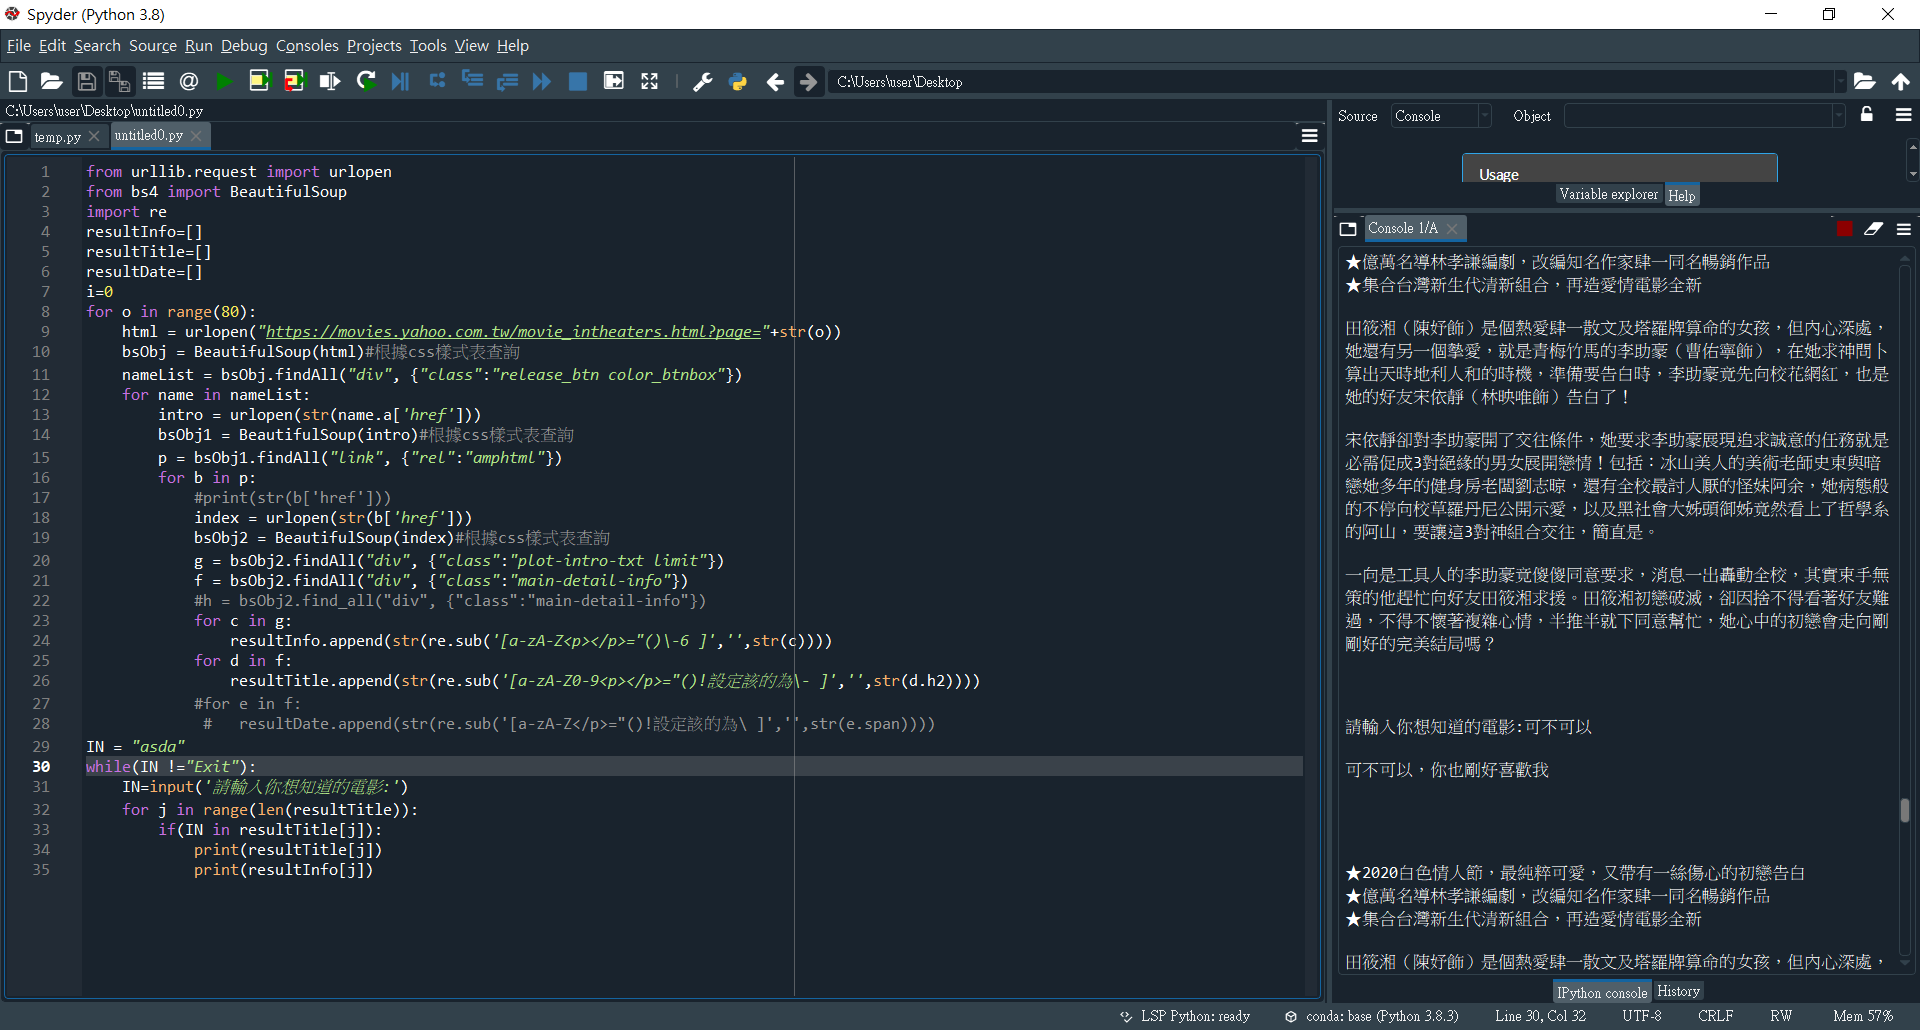 Spyder (Python 3.8)
File Edit Search Source Run Debug Consoles Projects Tools View Help
C:\Users\user\Desktop
C:\Users\user\Desktop\untitled0.py
temp.py
untitled0.py
1 from urllib.request import urlopen
2 from bs4 import BeautifulSoup
3 import re
4 resultInfo=[]
5 resultTitle=[]
6 resultDate=[]
7 i=0
8 for o in range(80):
9 html = urlopen("https://movies.yahoo.com.tw/movie_intheaters.html?page="+str(o))
10 bsObj = BeautifulSoup(html)#根據css樣式表查詢
11 nameList = bsObj.findAll("div", {"class":"release_btn color_btnbox"})
12 for name in nameList:
13 intro = urlopen(str(name.a['href']))
14 bsObj1 = BeautifulSoup(intro)#根據css樣式表查詢
15 p = bsObj1.findAll("link", {"rel":"amphtml"})
16 for b in p:
17 #print(str(b['href']))
18 index = urlopen(str(b['href']))
19 bsObj2 = BeautifulSoup(index)#根據css樣式表查詢
20 g = bsObj2.findAll("div", {"class":"plot-intro-txt limit"})
21 f = bsObj2.findAll("div", {"class":"main-detail-info"})
22 #h = bsObj2.find_all("div", {"class":"main-detail-info"})
23 for c in g:
24 resultInfo.append(str(re.sub('[a-zA-Z<p></p>="()\-6 ]','',str(c))))
25 for d in f:
26 resultTitle.append(str(re.sub('[a-zA-Z0-9<p></p>="()!設定該的為\- ]','',str(d.h2))))
27 #for e in f:
28 #   resultDate.append(str(re.sub('[a-zA-Z</p>="()!設定該的為\ ]','',str(e.span))))
29 IN = "asda"
30 while(IN !="Exit"):
31 IN=input('請輸入你想知道的電影:')
32 for j in range(len(resultTitle)):
33 if(IN in resultTitle[j]):
34 print(resultTitle[j])
35 print(resultInfo[j])
Source Console Object
Usage
Variable explorer Help
Console 1/A
★億萬名導林孝謙編劇，改編知名作家肆一同名暢銷作品
★集合台灣新生代清新組合，再造愛情電影全新
田筱湘（陳妤飾）是個熱愛肆一散文及塔羅牌算命的女孩，但內心深處，
她還有另一個摯愛，就是青梅竹馬的李助豪（曹佑寧飾），在她求神問卜
算出天時地利人和的時機，準備要告白時，李助豪竟先向校花網紅，也是
她的好友宋依靜（林映唯飾）告白了！
宋依靜卻對李助豪開了交往條件，她要求李助豪展現追求誠意的任務就是
必需促成3對絕緣的男女展開戀情！包括：冰山美人的美術老師史東與暗
戀她多年的健身房老闆劉志晾，還有全校最討人厭的怪妹阿余，她病態般
的不停向校草羅丹尼公開示愛，以及黑社會大姊頭御姊竟然看上了哲學系
的阿山，要讓這3對神組合交往，簡直是。
一向是工具人的李助豪竟傻傻同意要求，消息一出轟動全校，其實束手無
策的他趕忙向好友田筱湘求援。田筱湘初戀破滅，卻因捨不得看著好友難
過，不得不懷著複雜心情，半推半就下同意幫忙，她心中的初戀會走向剛
剛好的完美結局嗎？
請輸入你想知道的電影:可不可以
可不可以，你也剛好喜歡我
★2020白色情人節，最純粹可愛，又帶有一絲傷心的初戀告白
★億萬名導林孝謙編劇，改編知名作家肆一同名暢銷作品
★集合台灣新生代清新組合，再造愛情電影全新
田筱湘（陳妤飾）是個熱愛肆一散文及塔羅牌算命的女孩，但內心深處，
IPython console History
LSP Python: ready conda: base (Python 3.8.3) Line 30, Col 32 UTF-8 CRLF RW Mem 57%